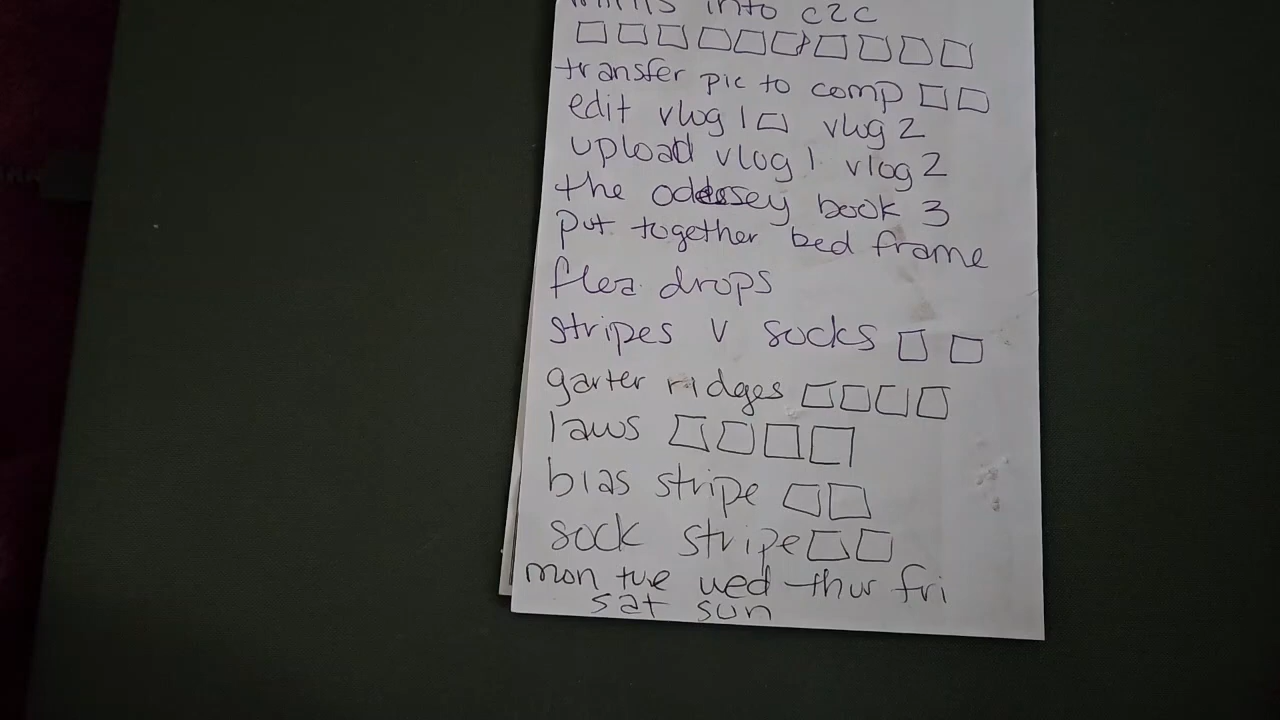 minis into c2c
transfer pic to comp
edit vlog 1 vlog 2
upload vlog 1 vlog 2
the odessey book 3
put together bed frame
flea drops
stripes v socks
garter ridges
laws
bias stripe
sock stripe
mon tue wed thur fri
sat sun